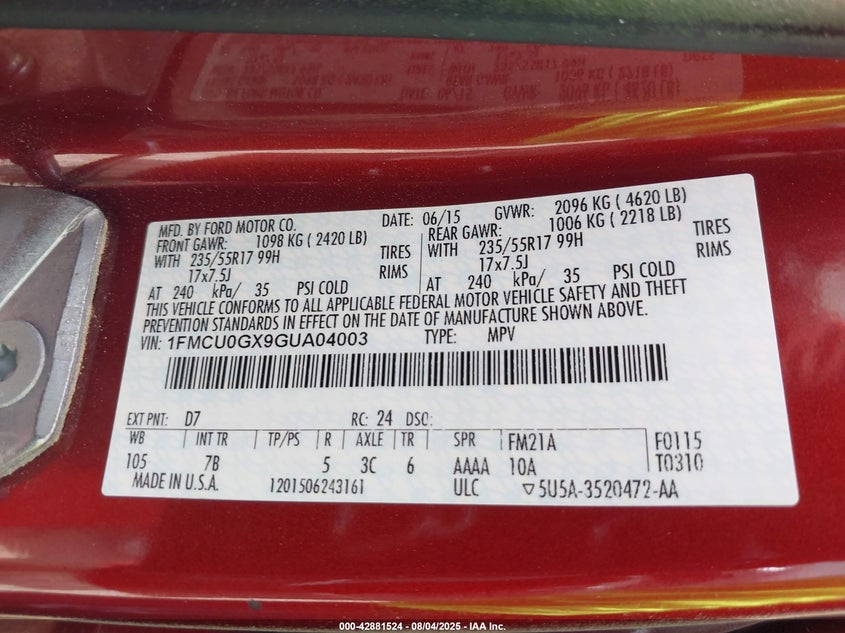 MFD. BY FORD MOTOR CO.
DATE: 06/15
GVWR: 2096 KG ( 4620 LB)
FRONT GAWR: 1098 KG ( 2420 LB)
REAR GAWR: 1006 KG ( 2218 LB)
WITH 235/55R17 99H TIRES
WITH 235/55R17 99H TIRES
17x7.5J RIMS
17x7.5J RIMS
AT 240 kPa/ 35 PSI COLD
AT 240 kPa/ 35 PSI COLD
THIS VEHICLE CONFORMS TO ALL APPLICABLE FEDERAL MOTOR VEHICLE SAFETY AND THEFT
PREVENTION STANDARDS IN EFFECT ON THE DATE OF MANUFACTURE SHOWN ABOVE.
VIN: 1FMCU0GX9GUA04003 TYPE: MPV
EXT PNT: D7 RC: 24 DSO:
WB INT TR TP/PS R AXLE TR SPR FM21A F0115
105 7B 5 3C 6 AAAA 10A T0310
MADE IN U.S.A. 1201506243161 ULC ▽5U5A-3520472-AA
000-42881524 - 08/04/2025 - IAA Inc.